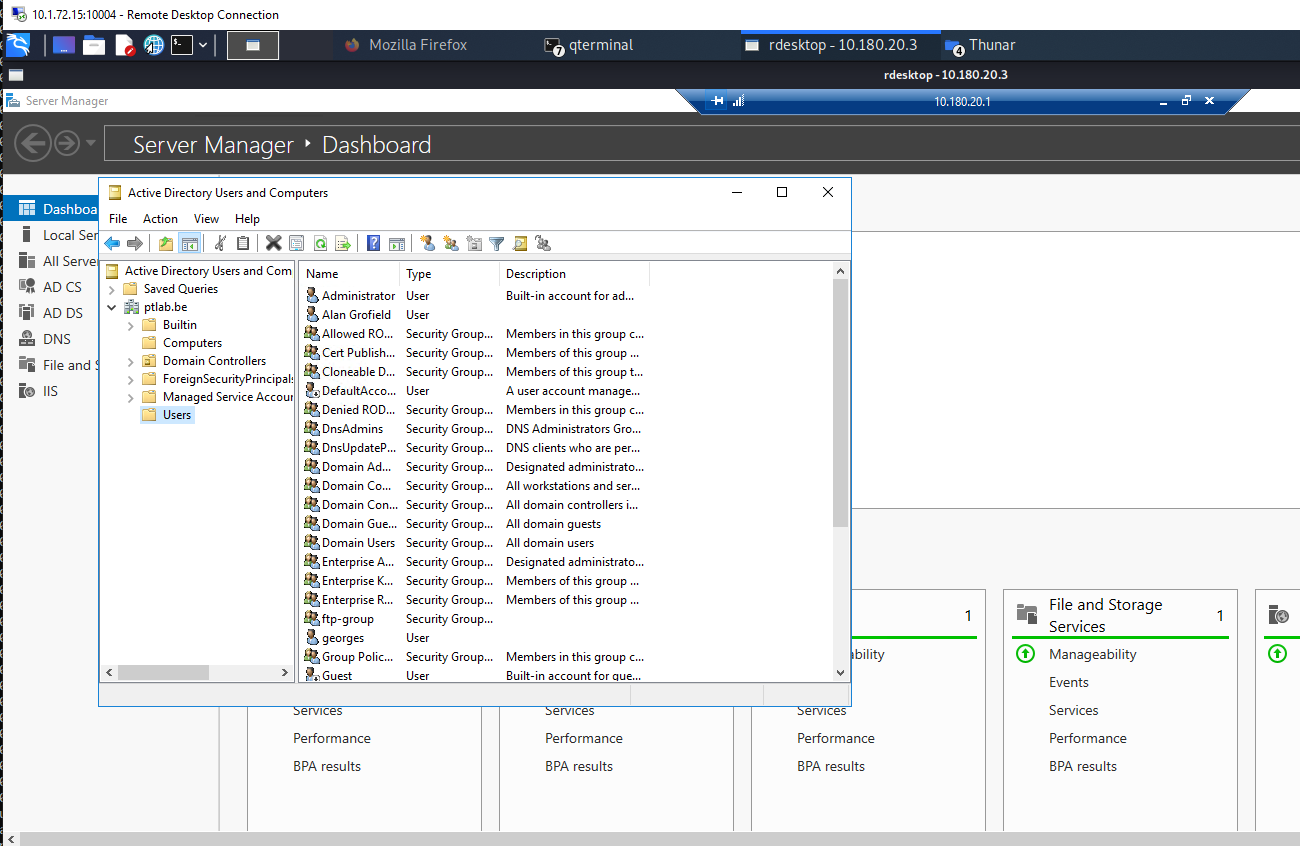 10.1.72.15:10004 - Remote Desktop Connection
Mozilla Firefox
7 qterminal
rdesktop - 10.180.20.3
4 Thunar
rdesktop - 10.180.20.3
Server Manager
10.180.20.1
Server Manager Dashboard
Active Directory Users and Computers
File Action View Help
Dashboa
Local Ser
All Server
AD CS
AD DS
DNS
File and S
IIS
Active Directory Users and Com
Saved Queries
ptlab.be
Builtin
Computers
Domain Controllers
ForeignSecurityPrincipals
Managed Service Accour
Users
Name Type Description
Administrator User Built-in account for ad...
Alan Grofield User
Allowed RO... Security Group... Members in this group c...
Cert Publish... Security Group... Members of this group ...
Cloneable D... Security Group... Members of this group t...
DefaultAcco... User A user account manage...
Denied ROD... Security Group... Members in this group c...
DnsAdmins Security Group... DNS Administrators Gro...
DnsUpdateP... Security Group... DNS clients who are per...
Domain Ad... Security Group... Designated administrato...
Domain Co... Security Group... All workstations and ser...
Domain Con... Security Group... All domain controllers i...
Domain Gue... Security Group... All domain guests
Domain Users Security Group... All domain users
Enterprise A... Security Group... Designated administrato...
Enterprise K... Security Group... Members of this group ...
Enterprise R... Security Group... Members of this group ...
ftp-group Security Group...
georges User
Group Polic... Security Group... Members in this group c...
Guest User Built-in account for gue...
Services
Performance
BPA results
Services
Performance
BPA results
1
ability
Services
Performance
BPA results
File and Storage
Services
1
Manageability
Events
Services
Performance
BPA results